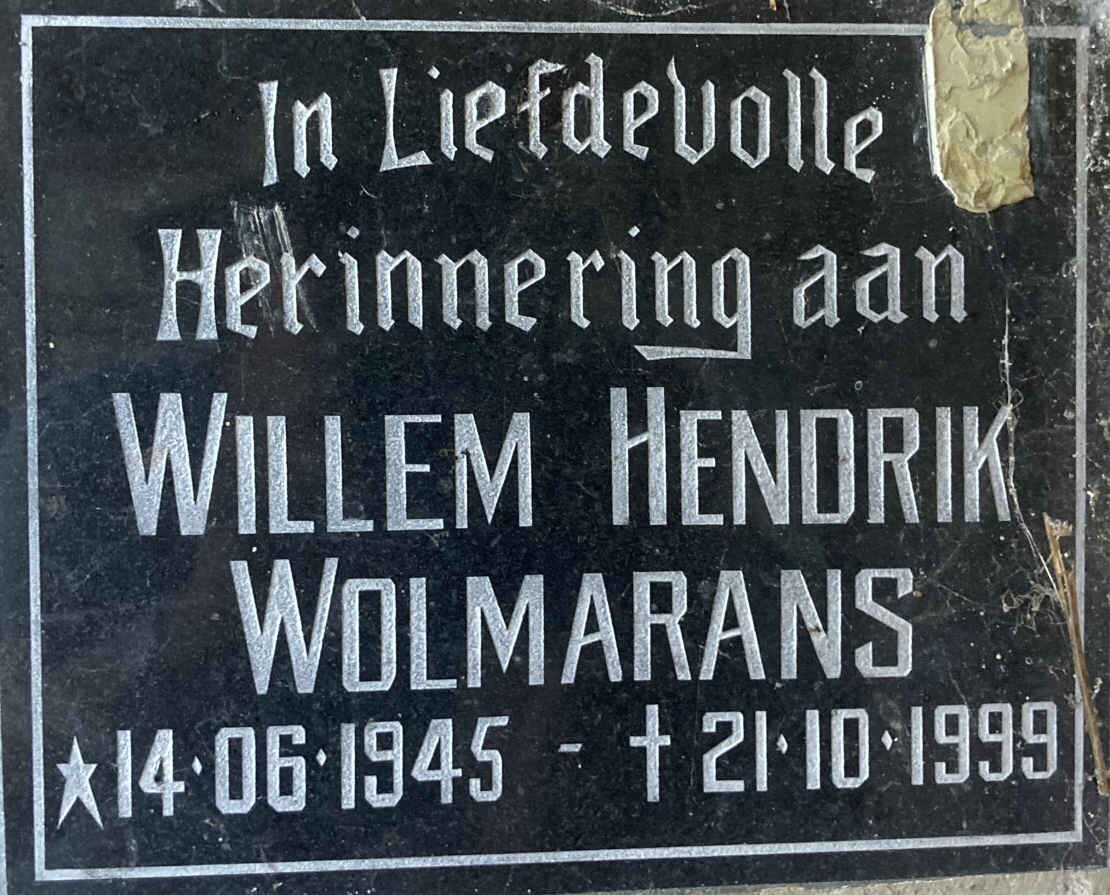 In Liefdevolle
Herinnering aan
WILLEM HENDRIK
WOLMARANS
★14·06·1945 - †21·10·1999